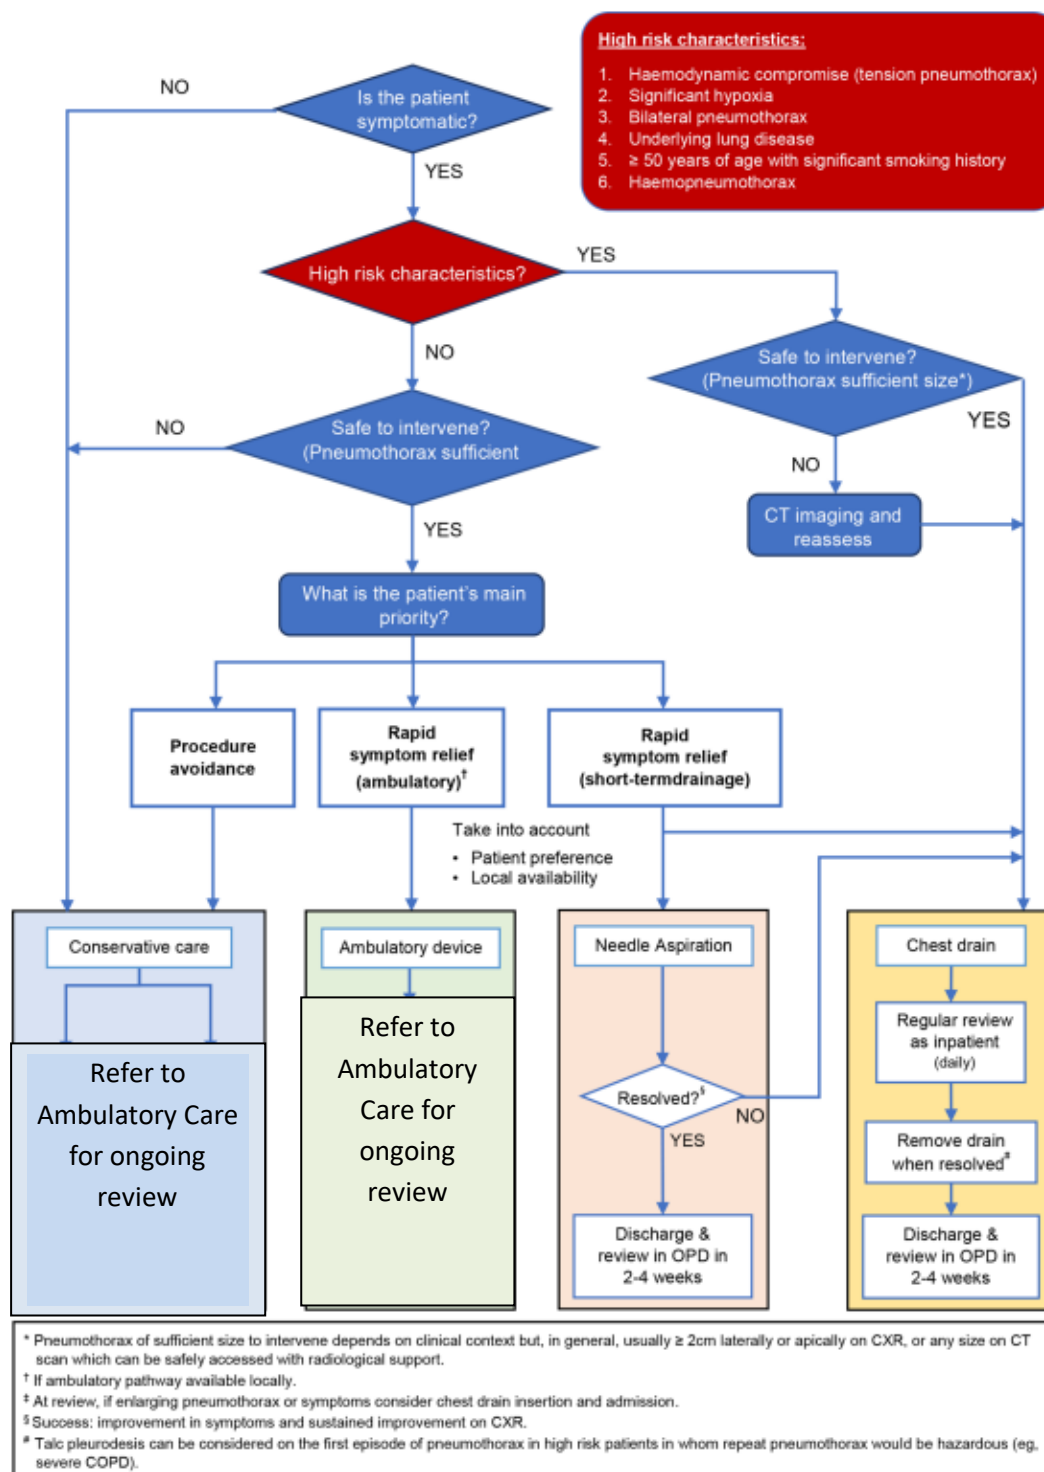 High risk characteristics:
1. Haemodynamic compromise (tension pneumothorax)
2. Significant hypoxia
3. Bilateral pneumothorax
4. Underlying lung disease
5. ≥ 50 years of age with significant smoking history
6. Haemopneumothorax
NO
Is the patient
symptomatic?
YES
High risk characteristics?
YES
NO
Safe to intervene?
(Pneumothorax sufficient size*)
YES
NO
Safe to intervene?
(Pneumothorax sufficient
NO
CT imaging and
reassess
YES
What is the patient's main
priority?
Procedure
avoidance
Rapid
symptom relief
(ambulatory)†
Rapid
symptom relief
(short-termdrainage)
Take into account
• Patient preference
• Local availability
Conservative care
Refer to
Ambulatory Care
for ongoing
review
Ambulatory device
Refer to
Ambulatory
Care for
ongoing
review
Needle Aspiration
Resolved?§
NO
YES
Discharge &
review in OPD in
2-4 weeks
Chest drain
Regular review
as inpatient
(daily)
Remove drain
when resolved#
Discharge &
review in OPD in
2-4 weeks
* Pneumothorax of sufficient size to intervene depends on clinical context but, in general, usually ≥ 2cm laterally or apically on CXR, or any size on CT
scan which can be safely accessed with radiological support.
† If ambulatory pathway available locally.
‡ At review, if enlarging pneumothorax or symptoms consider chest drain insertion and admission.
§ Success: improvement in symptoms and sustained improvement on CXR.
# Talc pleurodesis can be considered on the first episode of pneumothorax in high risk patients in whom repeat pneumothorax would be hazardous (eg,
severe COPD).